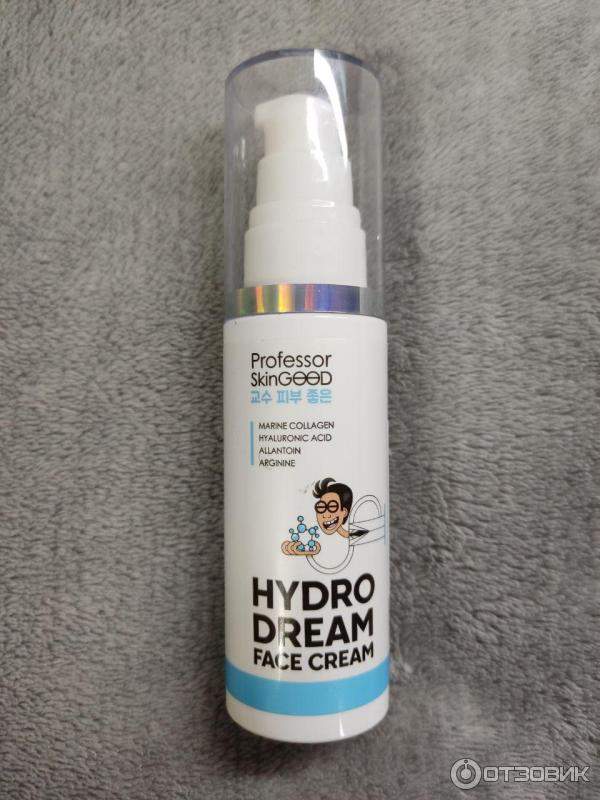 Professor
SkinGOOD
교수 피부 좋은
MARINE COLLAGEN
HYALURONIC ACID
ALLANTOIN
ARGININE
HYDRO
DREAM
FACE CREAM
ОТЗОВИК